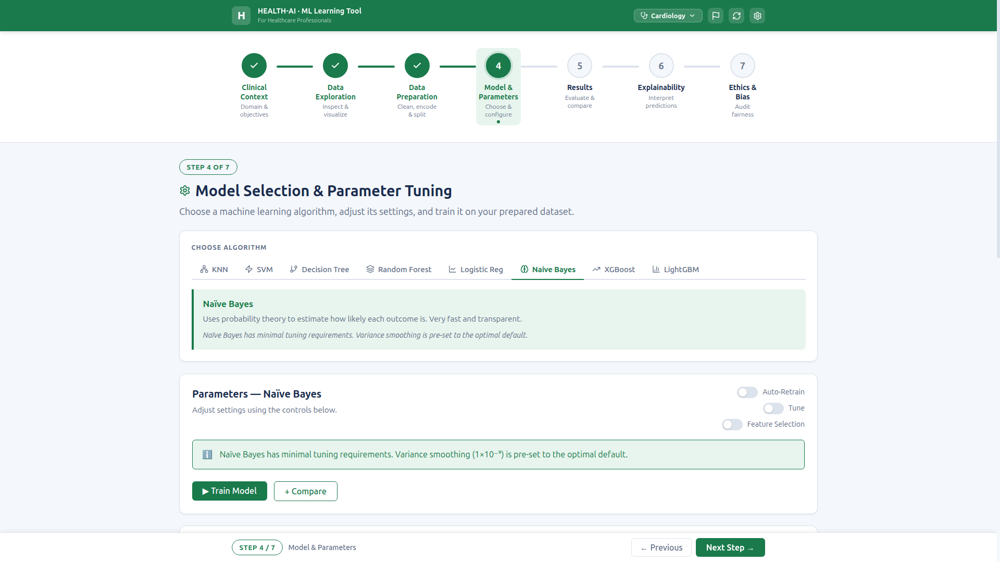 H
HEALTH-AI · ML Learning Tool
For Healthcare Professionals
Cardiology
Clinical
Context
Domain &
objectives
Data
Exploration
Inspect &
visualize
Data
Preparation
Clean, encode
& split
4
Model &
Parameters
Choose &
configure
5
Results
Evaluate &
compare
6
Explainability
Interpret
predictions
7
Ethics &
Bias
Audit
fairness
STEP 4 OF 7
Model Selection & Parameter Tuning
Choose a machine learning algorithm, adjust its settings, and train it on your prepared dataset.
CHOOSE ALGORITHM
KNN SVM Decision Tree Random Forest Logistic Reg Naive Bayes XGBoost LightGBM
Naïve Bayes
Uses probability theory to estimate how likely each outcome is. Very fast and transparent.
Naïve Bayes has minimal tuning requirements. Variance smoothing is pre-set to the optimal default.
Parameters — Naïve Bayes
Adjust settings using the controls below.
Auto-Retrain
Tune
Feature Selection
Naïve Bayes has minimal tuning requirements. Variance smoothing (1×10⁻⁹) is pre-set to the optimal default.
▶ Train Model
+ Compare
STEP 4 / 7
Model & Parameters
← Previous
Next Step →